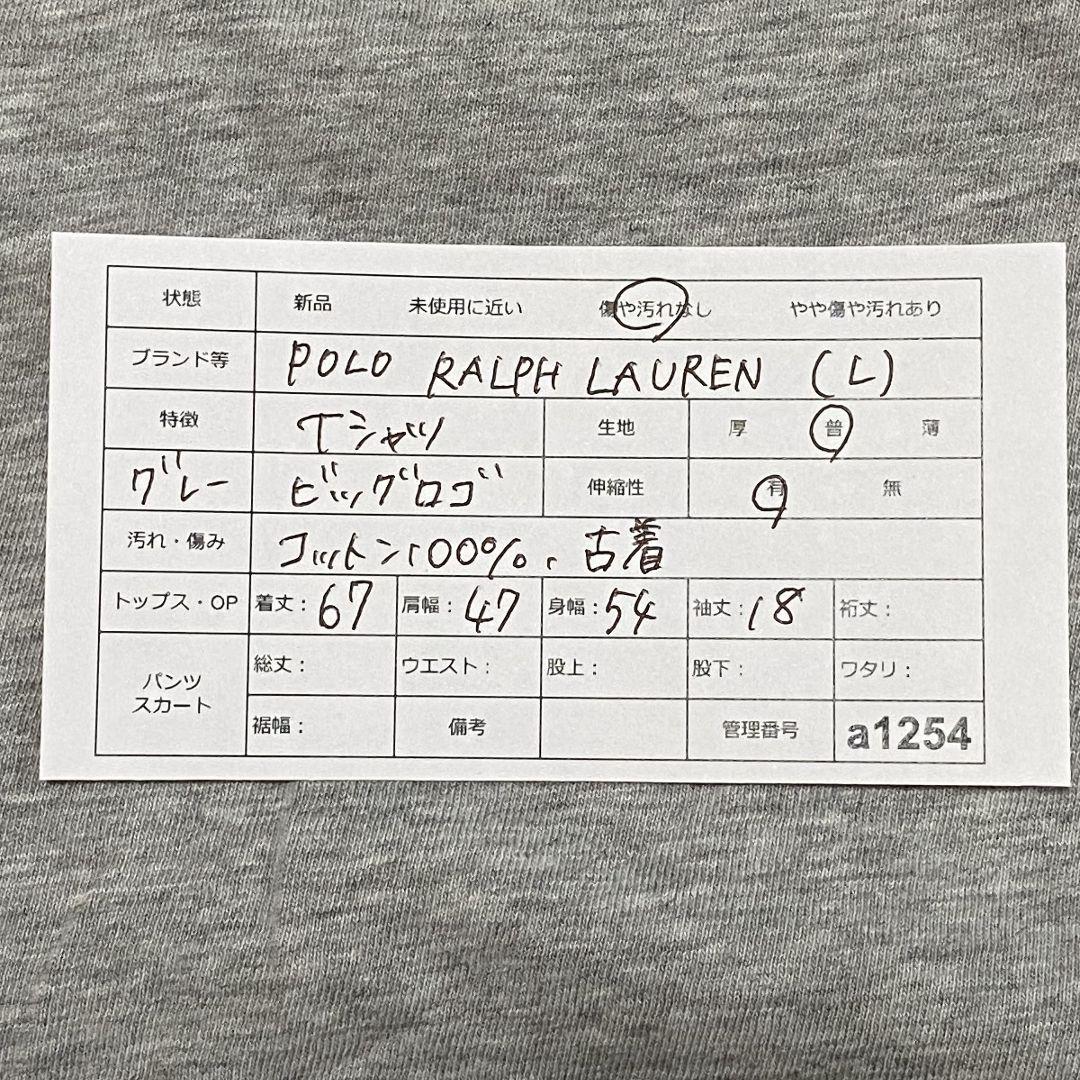 状態 新品 未使用に近い 傷や汚れなし やや傷や汚れあり
ブランド等 POLO RALPH LAUREN (L)
特徴 Tシャツ 生地 厚 普 薄
グレー ビッグロゴ 伸縮性 有 無
汚れ・傷み コットン100%、古着
トップス・OP 着丈：67 肩幅：47 身幅：54 袖丈：18 裄丈：
パンツ スカート 総丈： ウエスト： 股上： 股下： ワタリ：
裾幅： 備考 管理番号 a1254